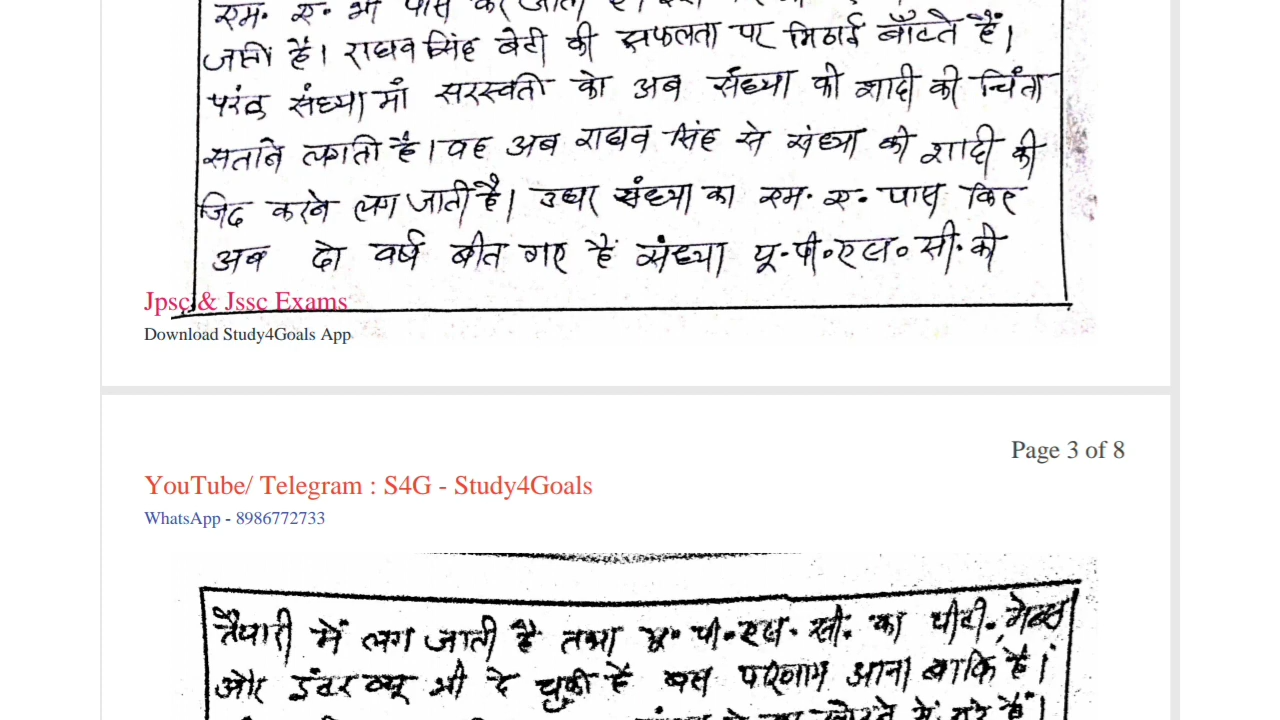 एम. ए. भी पास कर जाती है।
जाती हैं। राघव सिंह बेटी की सफलता पर मिठाई बाँटते हैं।
परंतु संध्या माँ सरस्वती को अब संध्या की शादी की चिंता
सताने लगती है। वह अब राघव सिंह से संध्या की शादी की
जिद करने लग जाती है। उधर संध्या का एम. ए. पास किए
अब दो वर्ष बीत गए हैं संध्या यू.पी.एस.सी.की
Jpsc & Jssc Exams
Download Study4Goals App
Page 3 of 8
YouTube/ Telegram : S4G - Study4Goals
WhatsApp - 8986772733
तैयारी में लग जाती है तथा यू. पी.एस. सी. का पीटी., मेन्स
और इंटरव्यू भी दे चुकी है बस परिणाम आना बाकि है।